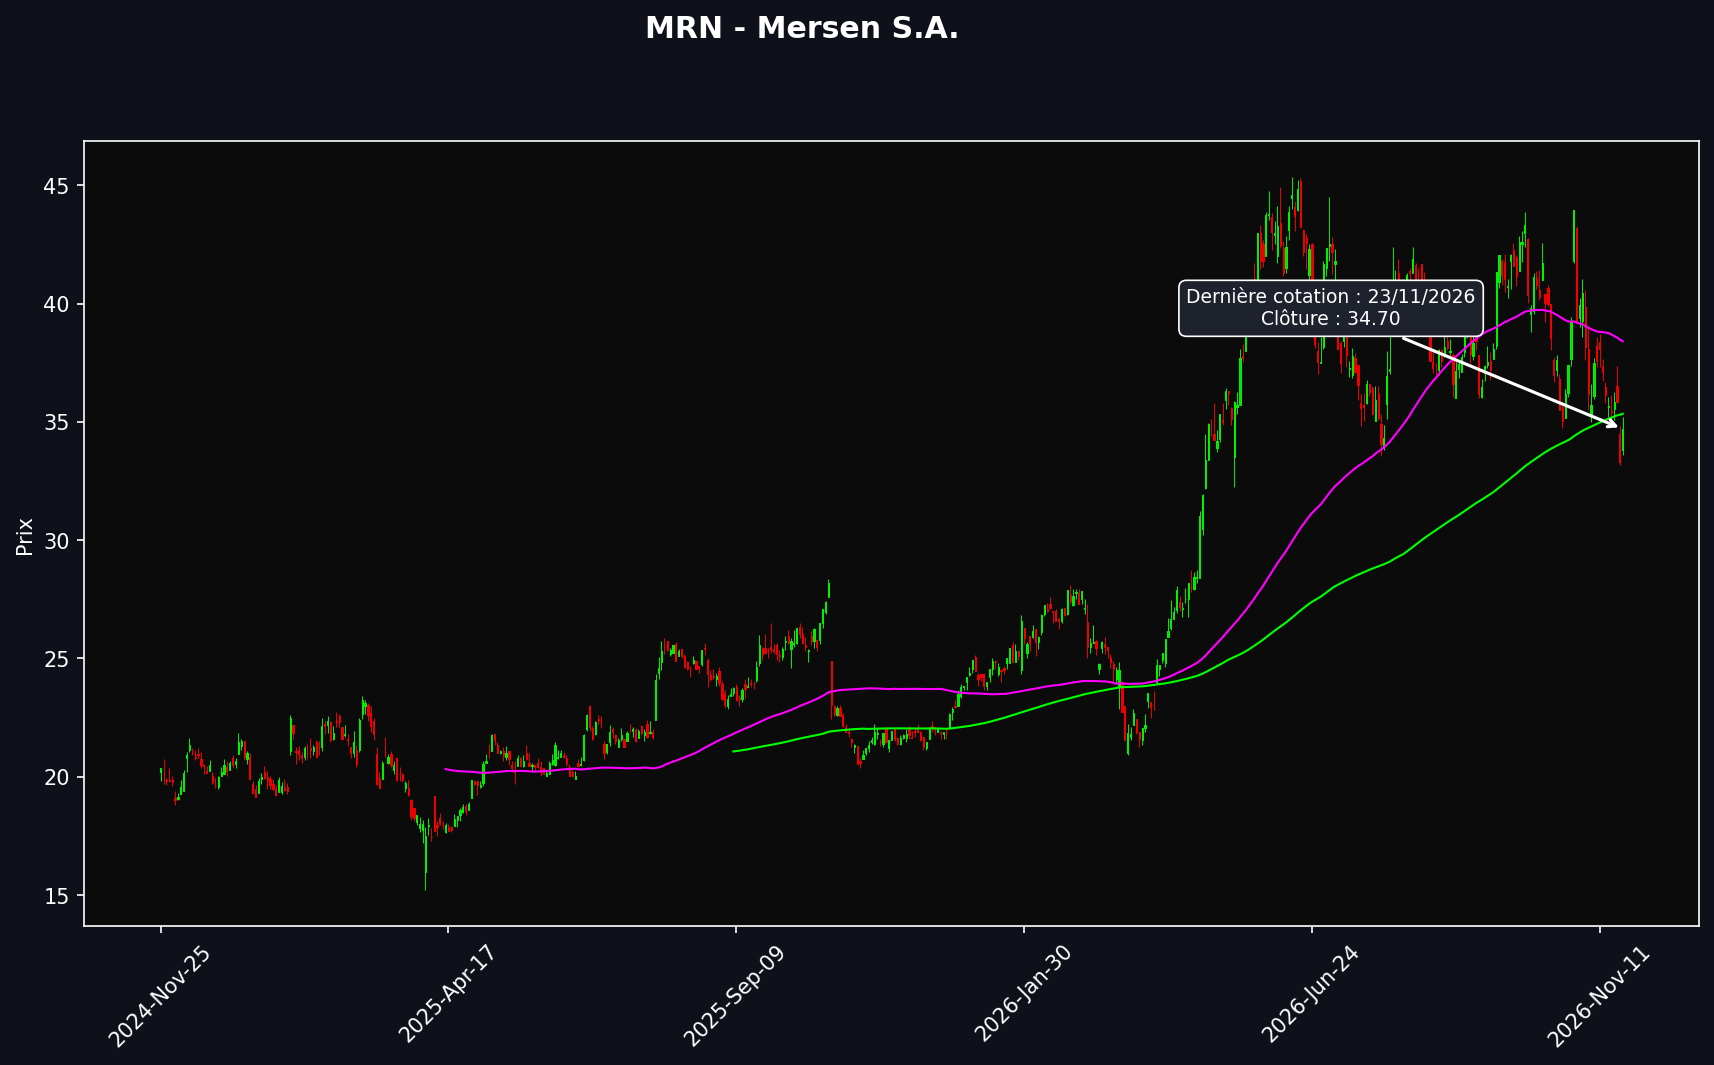 MRN - Mersen S.A.
45
40
35
30
25
20
15
Prix
Dernière cotation : 23/11/2026
Clôture : 34.70
2024-Nov-25
2025-Apr-17
2025-Sep-09
2026-Jan-30
2026-Jun-24
2026-Nov-11